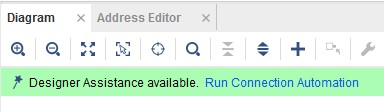 Diagram Address Editor
Designer Assistance available. Run Connection Automation